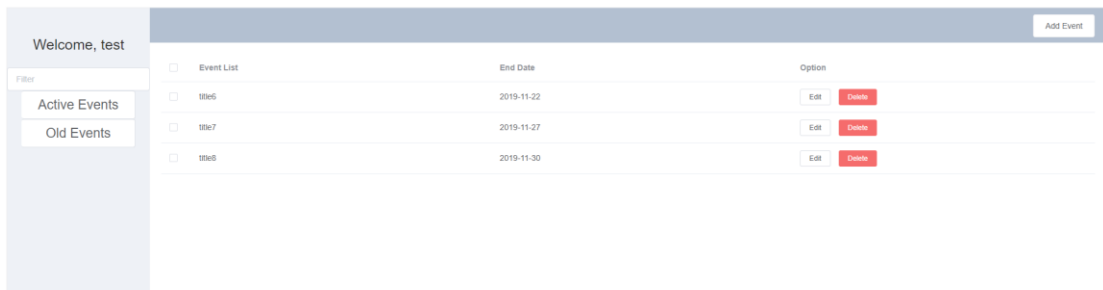 Welcome, test
Filter
Active Events
Old Events
Add Event
Event List End Date Option
title6 2019-11-22 Edit Delete
title7 2019-11-27 Edit Delete
title8 2019-11-30 Edit Delete